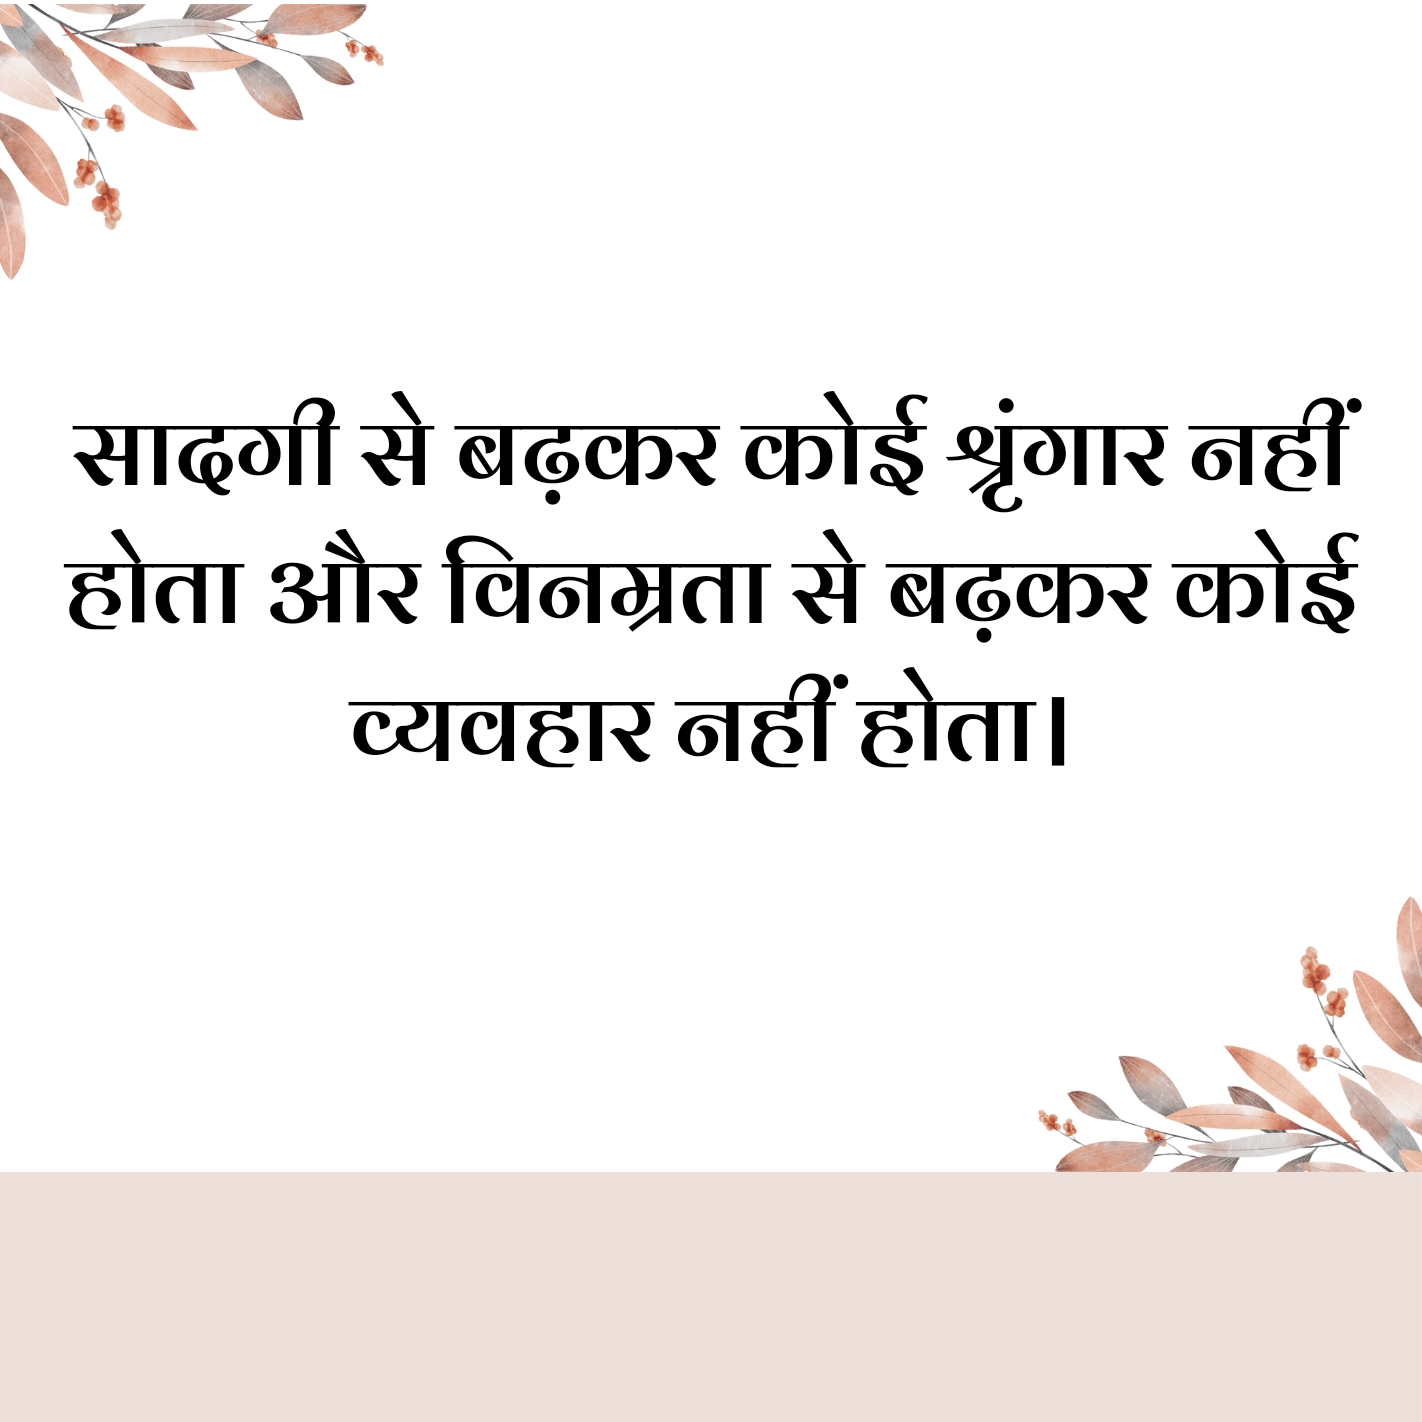 सादगी से बढ़कर कोई श्रृंगार नहीं
होता और विनम्रता से बढ़कर कोई
व्यवहार नहीं होता।